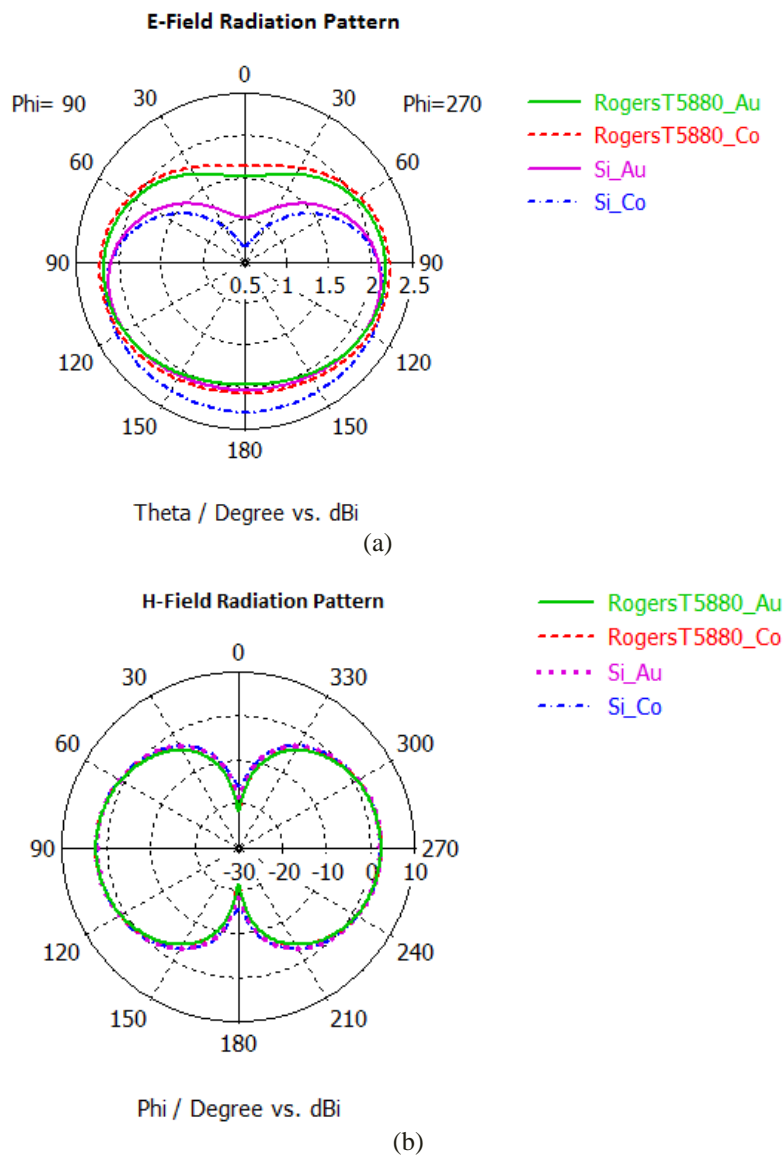 E-Field Radiation Pattern
0
Phi= 90 30 30 Phi=270
60 60
90 90
0.5 1 1.5 2 2.5
120 120
150 150
180
RogersT5880_Au
RogersT5880_Co
Si_Au
Si_Co
Theta / Degree vs. dBi
(a)
H-Field Radiation Pattern
0
30 330
60 300
90 270
-30 -20 -10 0 10
120 240
150 210
180
RogersT5880_Au
RogersT5880_Co
Si_Au
Si_Co
Phi / Degree vs. dBi
(b)